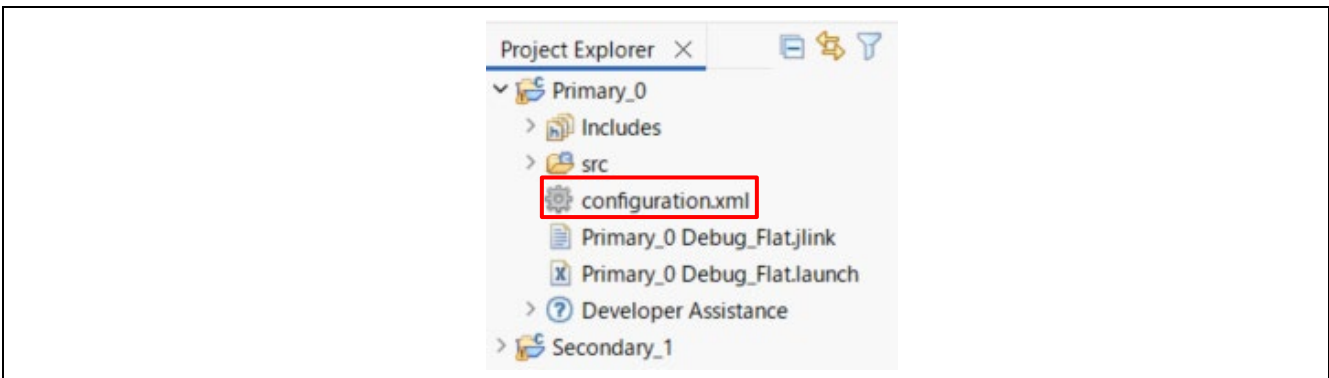 Project Explorer
Primary_0
Includes
src
configuration.xml
Primary_0 Debug_Flat.jlink
Primary_0 Debug_Flat.launch
Developer Assistance
Secondary_1